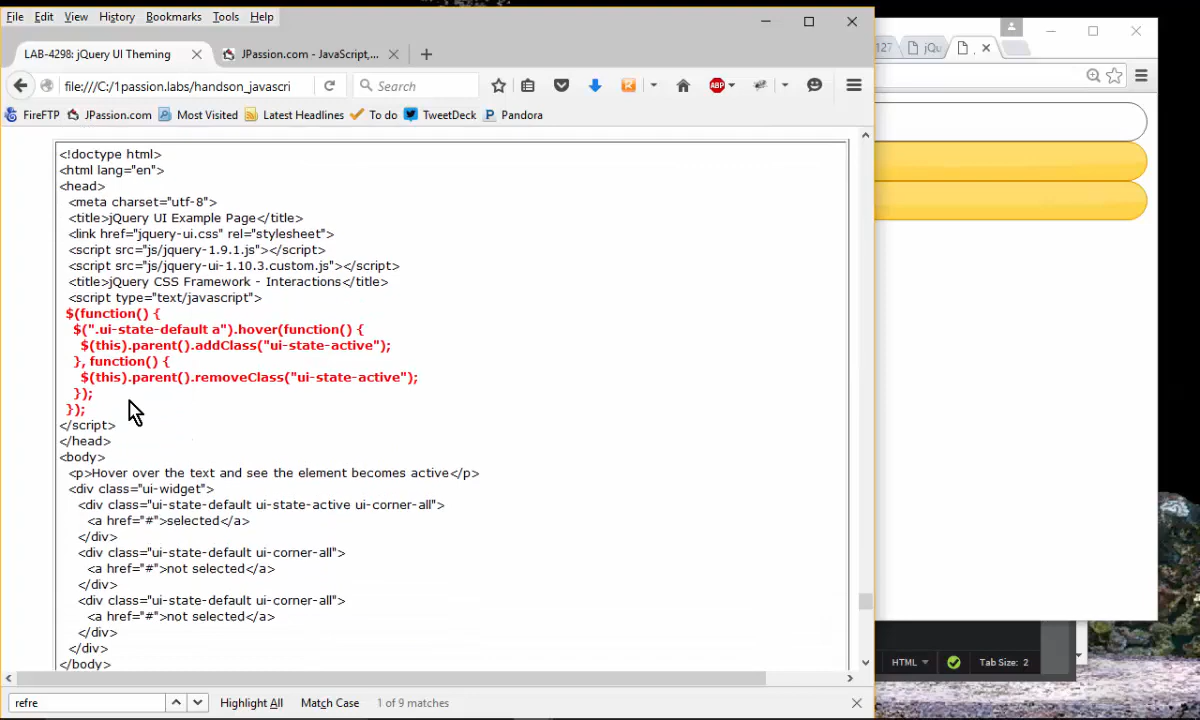 File Edit View History Bookmarks Tools Help
LAB-4298: jQuery UI Theming
JPassion.com - JavaScript,...
127
jQu
file:///C:/1passion.labs/handson_javascri
Search
ABP
FireFTP JPassion.com Most Visited Latest Headlines To do TweetDeck Pandora
<!doctype html>
<html lang="en">
<head>
<meta charset="utf-8">
<title>jQuery UI Example Page</title>
<link href="jquery-ui.css" rel="stylesheet">
<script src="js/jquery-1.9.1.js"></script>
<script src="js/jquery-ui-1.10.3.custom.js"></script>
<title>jQuery CSS Framework - Interactions</title>
<script type="text/javascript">
$(function() {
$(".ui-state-default a").hover(function() {
$(this).parent().addClass("ui-state-active");
}, function() {
$(this).parent().removeClass("ui-state-active");
});
});
</script>
</head>
<body>
<p>Hover over the text and see the element becomes active</p>
<div class="ui-widget">
<div class="ui-state-default ui-state-active ui-corner-all">
<a href="#">selected</a>
</div>
<div class="ui-state-default ui-corner-all">
<a href="#">not selected</a>
</div>
<div class="ui-state-default ui-corner-all">
<a href="#">not selected</a>
</div>
</div>
</body>
HTML Tab Size: 2
refre Highlight All Match Case 1 of 9 matches